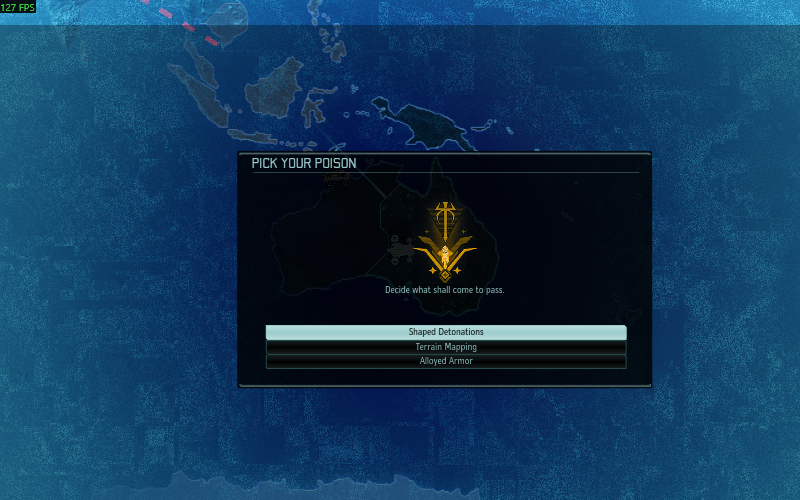 127 FPS
PICK YOUR POISON
Decide what shall come to pass.
Shaped Detonations
Terrain Mapping
Alloyed Armor